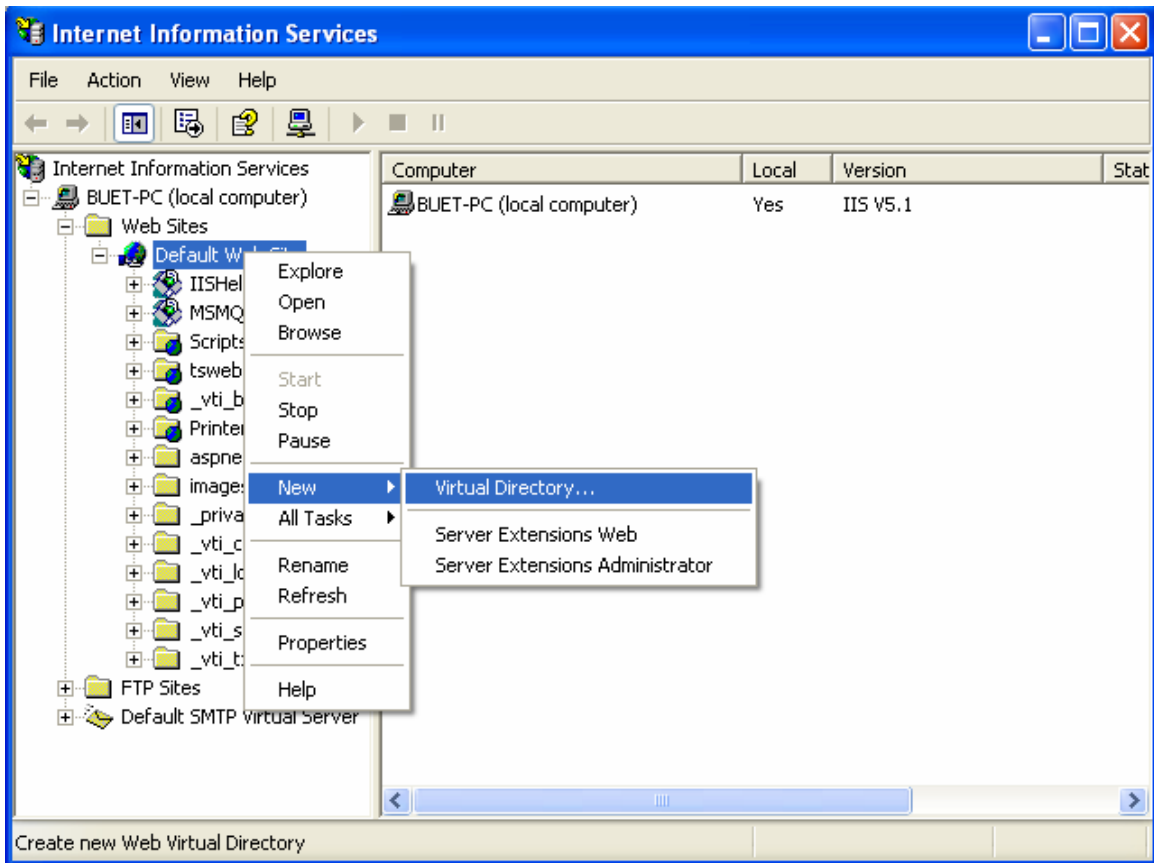 Internet Information Services
File Action View Help
Internet Information Services
BUET-PC (local computer)
Web Sites
Default W
IISHel
MSMQ
Scripts
tsweb
_vti_b
Printer
aspne
images
_priva
_vti_c
_vti_lo
_vti_p
_vti_s
_vti_t
FTP Sites
Default SMTP Virtual Server
Computer Local Version Stat
BUET-PC (local computer) Yes IIS V5.1
Explore
Open
Browse
Start
Stop
Pause
New
All Tasks
Rename
Refresh
Properties
Help
Virtual Directory...
Server Extensions Web
Server Extensions Administrator
Create new Web Virtual Directory